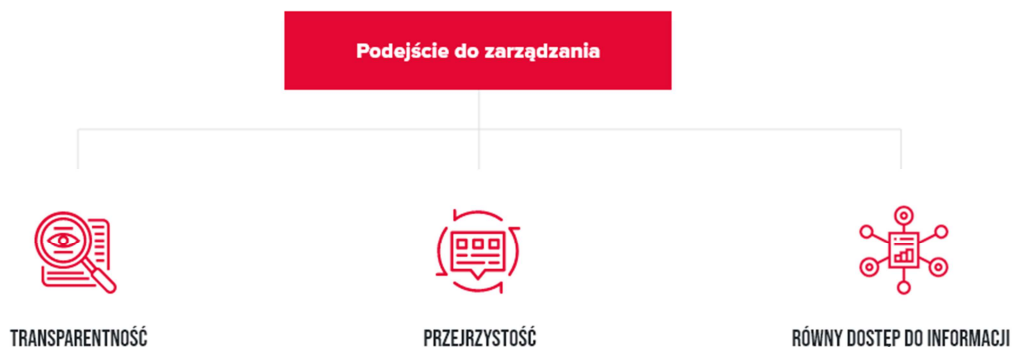 Podejście do zarządzania
TRANSPARENTNOŚĆ
PRZEJRZYSTOŚĆ
RÓWNY DOSTEP DO INFORMACJI